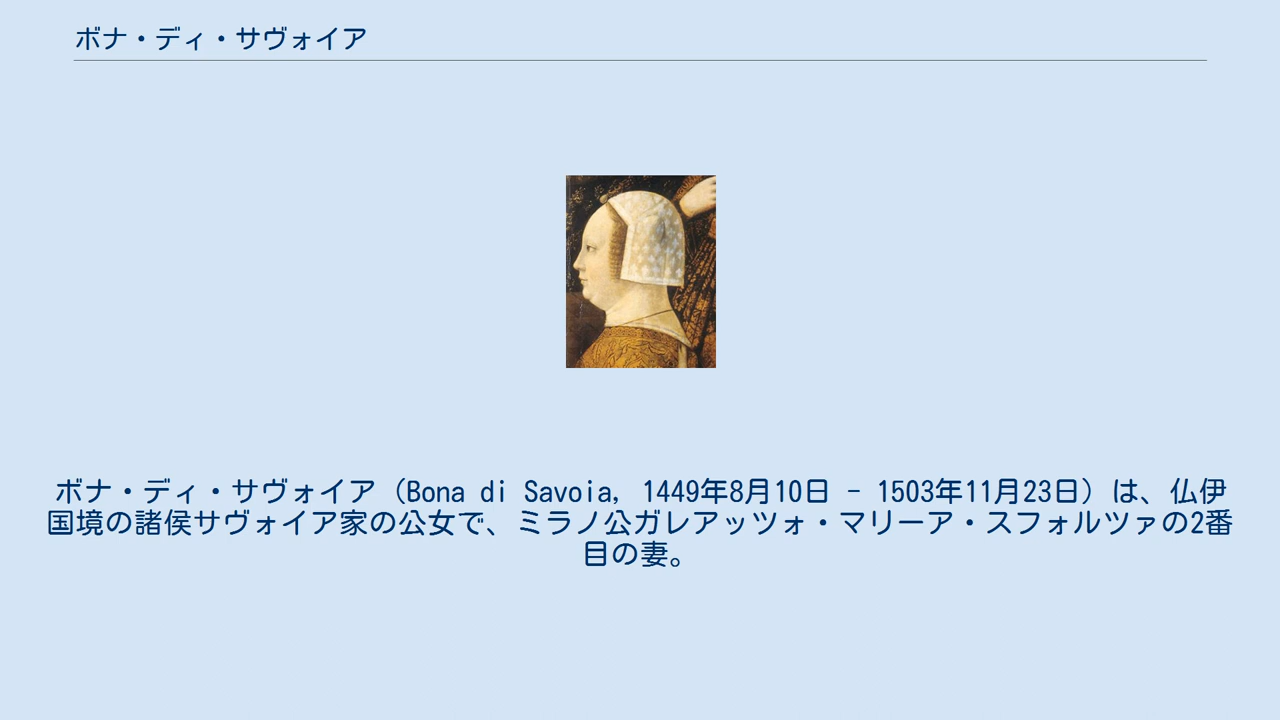 ボナ・ディ・サヴォイア
ボナ・ディ・サヴォイア（Bona di Savoia, 1449年8月10日 - 1503年11月23日）は、仏伊
国境の諸侯サヴォイア家の公女で、ミラノ公ガレアッツォ・マリーア・スフォルツァの2番
目の妻。